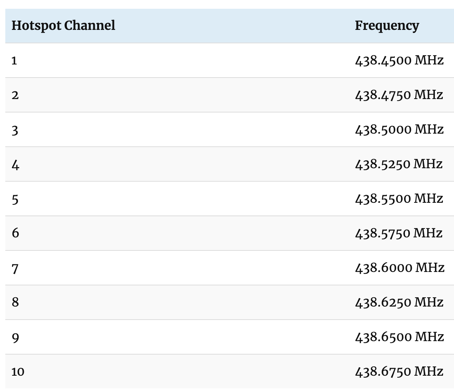 Hotspot Channel Frequency
1 438.4500 MHz
2 438.4750 MHz
3 438.5000 MHz
4 438.5250 MHz
5 438.5500 MHz
6 438.5750 MHz
7 438.6000 MHz
8 438.6250 MHz
9 438.6500 MHz
10 438.6750 MHz